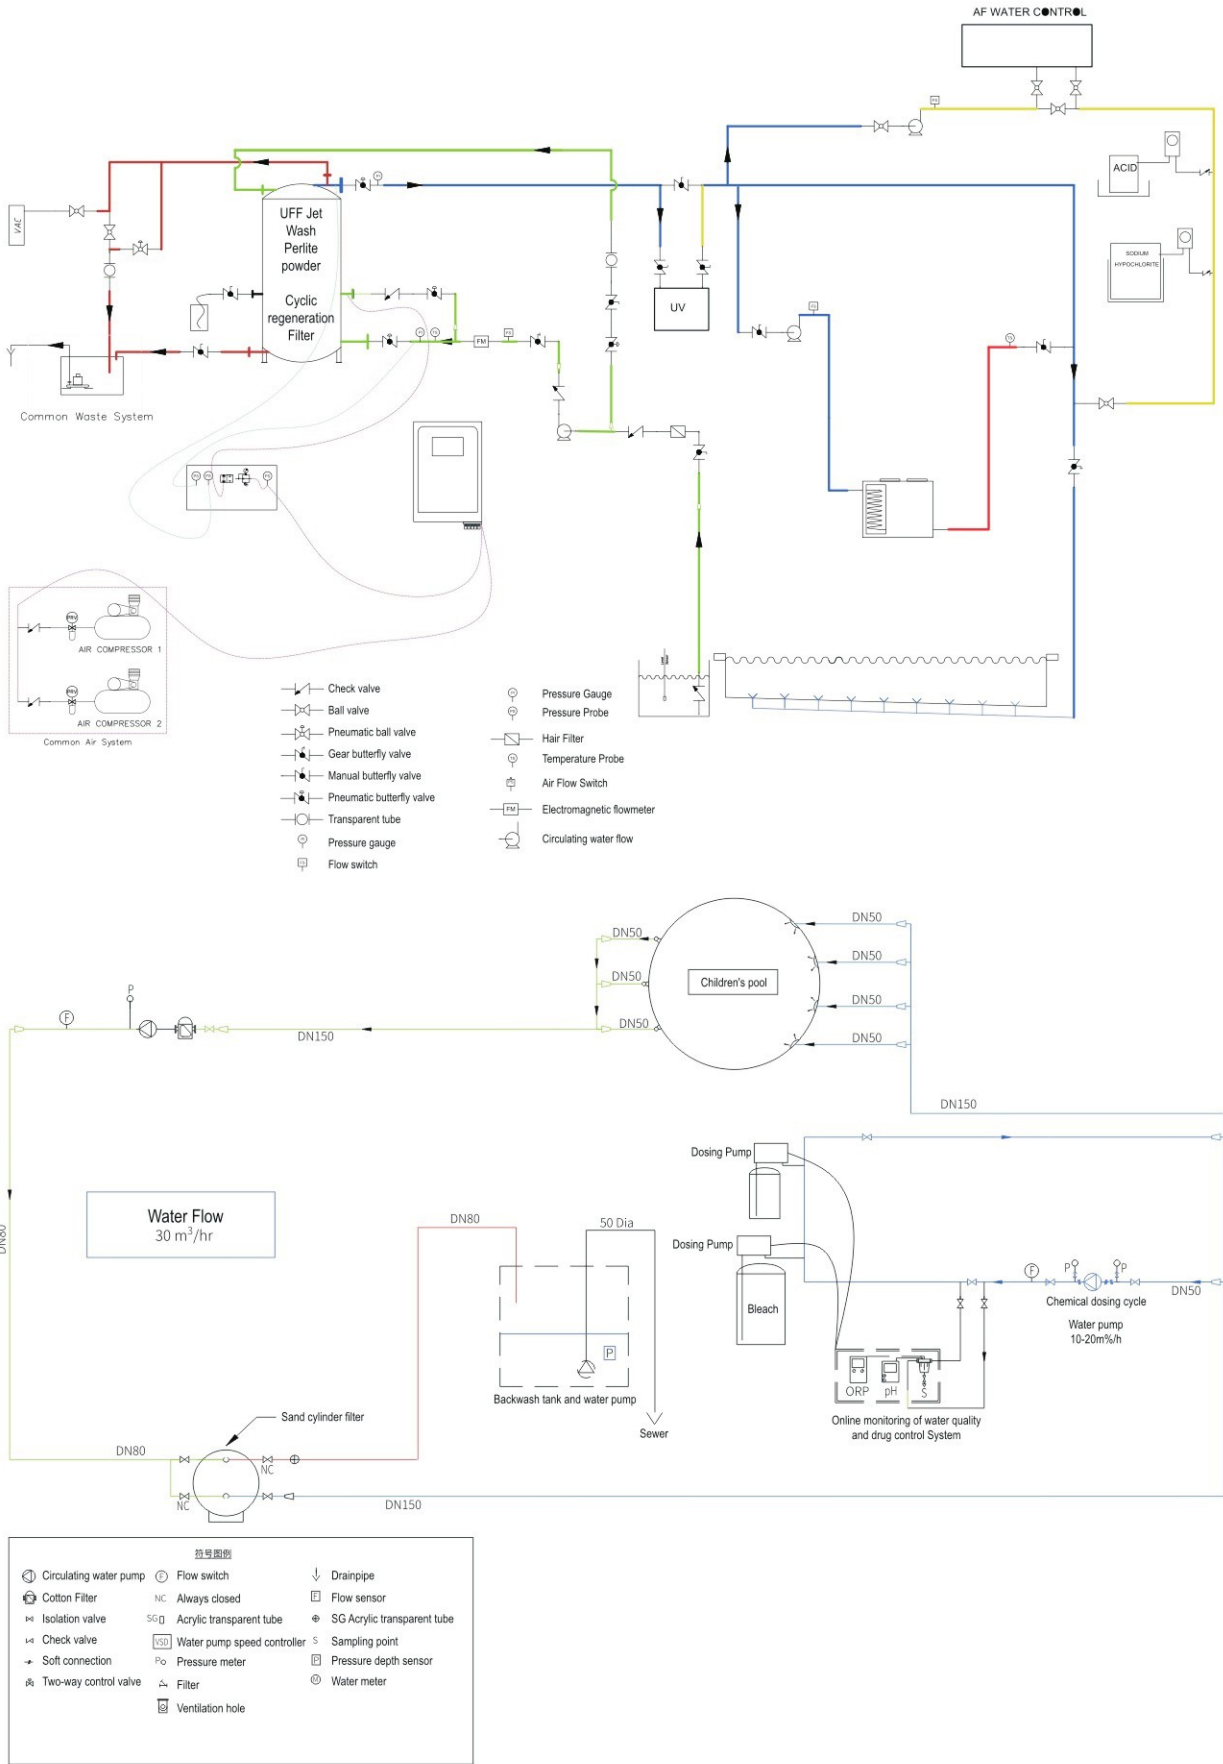 AF WATER CONTROL
ACID
SODIUM
HYPOCHLORITE
VAC
UFF Jet
Wash
Perlite
powder
Cyclic
regeneration
Filter
UV
FM
Common Waste System
PRV
AIR COMPRESSOR 1
PRV
AIR COMPRESSOR 2
Common Air System
Check valve
Ball valve
Pneumatic ball valve
Gear butterfly valve
Manual butterfly valve
Pneumatic butterfly valve
Transparent tube
Pressure gauge
Flow switch
Pressure Gauge
Pressure Probe
Hair Filter
Temperature Probe
Air Flow Switch
FM
Electromagnetic flowmeter
Circulating water flow
DN50
DN50
DN50
Children's pool
DN50
DN50
DN50
DN50
P
F
DN150
DN150
DN80
Water Flow
30 m³/hr
Dosing Pump
Dosing Pump
Bleach
DN80
50 Dia
P
Backwash tank and water pump
Sewer
F
P
P
DN50
Chemical dosing cycle
Water pump
10-20m%/h
ORP
pH
S
Online monitoring of water quality
and drug control System
Sand cylinder filter
DN80
NC
NC
DN150
符号图例
Circulating water pump
Cotton Filter
Isolation valve
Check valve
Soft connection
Two-way control valve
F Flow switch
NC Always closed
SG Acrylic transparent tube
VSD Water pump speed controller
P Pressure meter
Filter
Ventilation hole
Drainpipe
F Flow sensor
SG Acrylic transparent tube
S Sampling point
P Pressure depth sensor
M Water meter